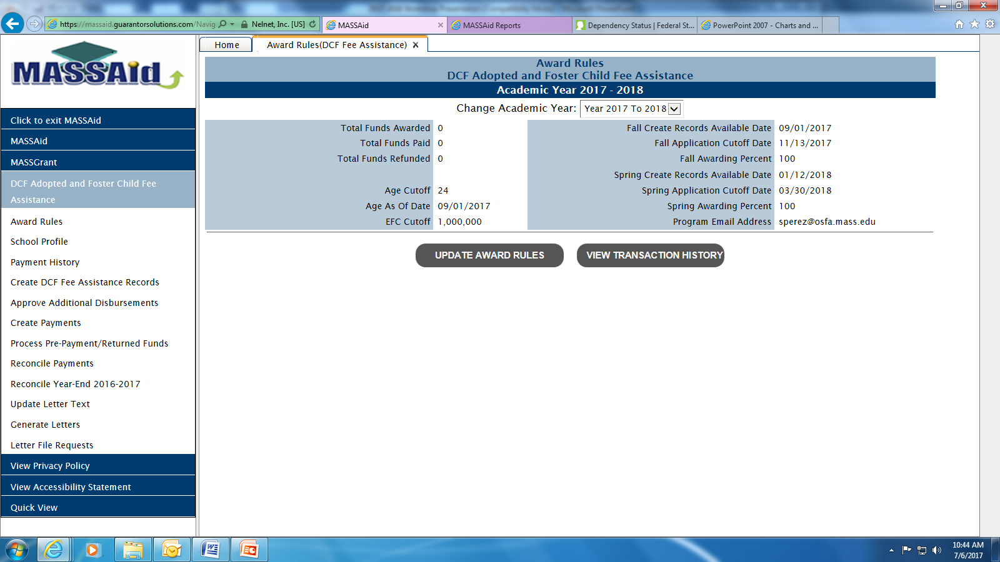 https://massaid.guarantorsolutions.com/Navig
Nelnet, Inc. [US]
MASSAid
MASSAid Reports
Dependency Status | Federal St...
PowerPoint 2007 - Charts and ...
MASSAid
Home
Award Rules(DCF Fee Assistance)
Award Rules
DCF Adopted and Foster Child Fee Assistance
Academic Year 2017 - 2018
Change Academic Year: Year 2017 To 2018
Total Funds Awarded 0
Total Funds Paid 0
Total Funds Refunded 0
Age Cutoff 24
Age As Of Date 09/01/2017
EFC Cutoff 1,000,000
Fall Create Records Available Date 09/01/2017
Fall Application Cutoff Date 11/13/2017
Fall Awarding Percent 100
Spring Create Records Available Date 01/12/2018
Spring Application Cutoff Date 03/30/2018
Spring Awarding Percent 100
Program Email Address sperez@osfa.mass.edu
UPDATE AWARD RULES
VIEW TRANSACTION HISTORY
Click to exit MASSAid
MASSAid
MASSGrant
DCF Adopted and Foster Child Fee
Assistance
Award Rules
School Profile
Payment History
Create DCF Fee Assistance Records
Approve Additional Disbursements
Create Payments
Process Pre-Payment/Returned Funds
Reconcile Payments
Reconcile Year-End 2016-2017
Update Letter Text
Generate Letters
Letter File Requests
View Privacy Policy
View Accessibility Statement
Quick View
10:44 AM
7/6/2017